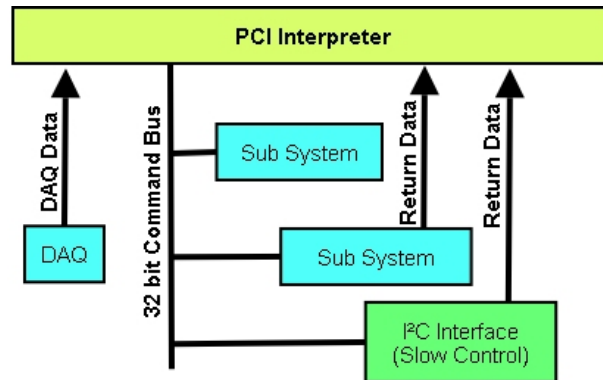 PCI Interpreter
DAQ Data
32 bit Command Bus
Sub System
Return Data
Return Data
DAQ
Sub System
I²C Interface
(Slow Control)